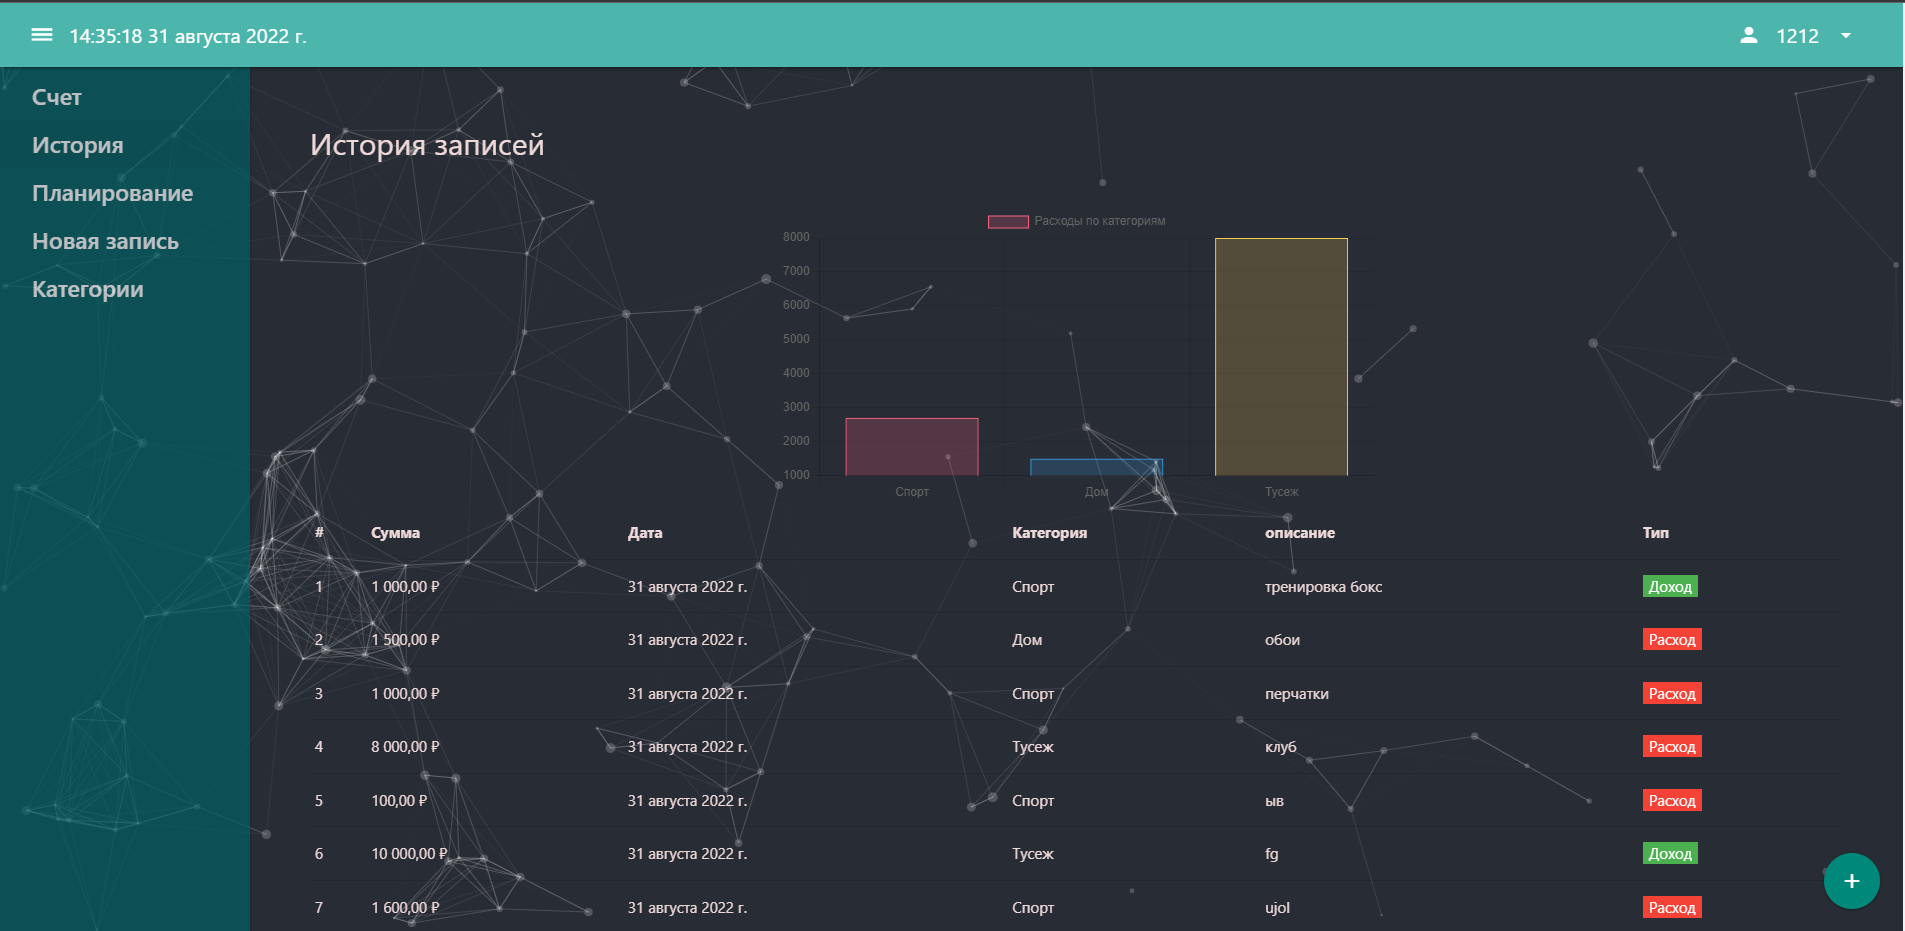 14:35:18 31 августа 2022 г.
1212
Счет
История
Планирование
Новая запись
Категории
История записей
Расходы по категориям
8000
7000
6000
5000
4000
3000
2000
1000
Спорт Дом Тусеж
# Сумма Дата Категория описание Тип
1 1 000,00 ₽ 31 августа 2022 г. Спорт тренировка бокс Доход
2 1 500,00 ₽ 31 августа 2022 г. Дом обои Расход
3 1 000,00 ₽ 31 августа 2022 г. Спорт перчатки Расход
4 8 000,00 ₽ 31 августа 2022 г. Тусеж клуб Расход
5 100,00 ₽ 31 августа 2022 г. Спорт ыв Расход
6 10 000,00 ₽ 31 августа 2022 г. Тусеж fg Доход
7 1 600,00 ₽ 31 августа 2022 г. Спорт ujol Расход